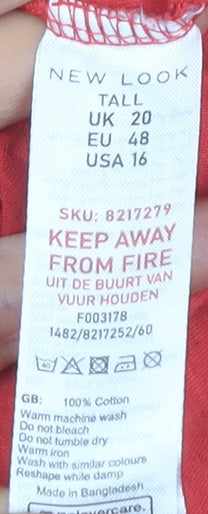 NEW LOOK
TALL
UK 20
EU 48
USA 16
SKU: 8217279
KEEP AWAY
FROM FIRE
UIT DE BUURT VAN
VUUR HOUDEN
F003178
1482/8217252/60
40
GB: 100% Cotton
Warm machine wash
Do not bleach
Do not tumble dry
Warm iron
Wash with similar colours
Reshape while damp
Made in Bangladesh